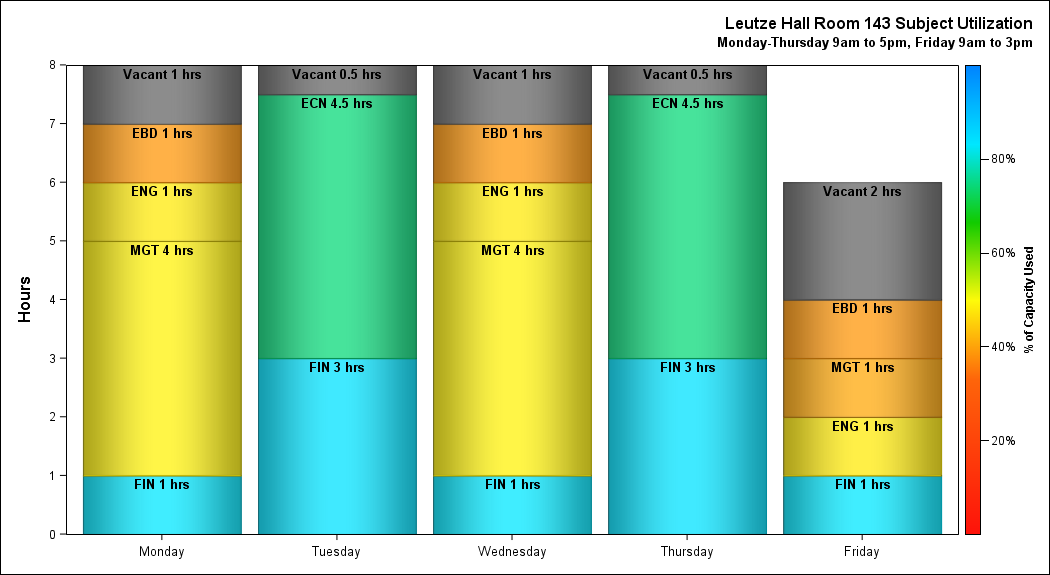 Leutze Hall Room 143 Subject Utilization
Monday-Thursday 9am to 5pm, Friday 9am to 3pm
Hours
8
7
6
5
4
3
2
1
0
Vacant 1 hrs
EBD 1 hrs
ENG 1 hrs
MGT 4 hrs
FIN 1 hrs
Vacant 0.5 hrs
ECN 4.5 hrs
FIN 3 hrs
Vacant 1 hrs
EBD 1 hrs
ENG 1 hrs
MGT 4 hrs
FIN 1 hrs
Vacant 0.5 hrs
ECN 4.5 hrs
FIN 3 hrs
Vacant 2 hrs
EBD 1 hrs
MGT 1 hrs
ENG 1 hrs
FIN 1 hrs
Monday
Tuesday
Wednesday
Thursday
Friday
80%
60%
40%
20%
% of Capacity Used